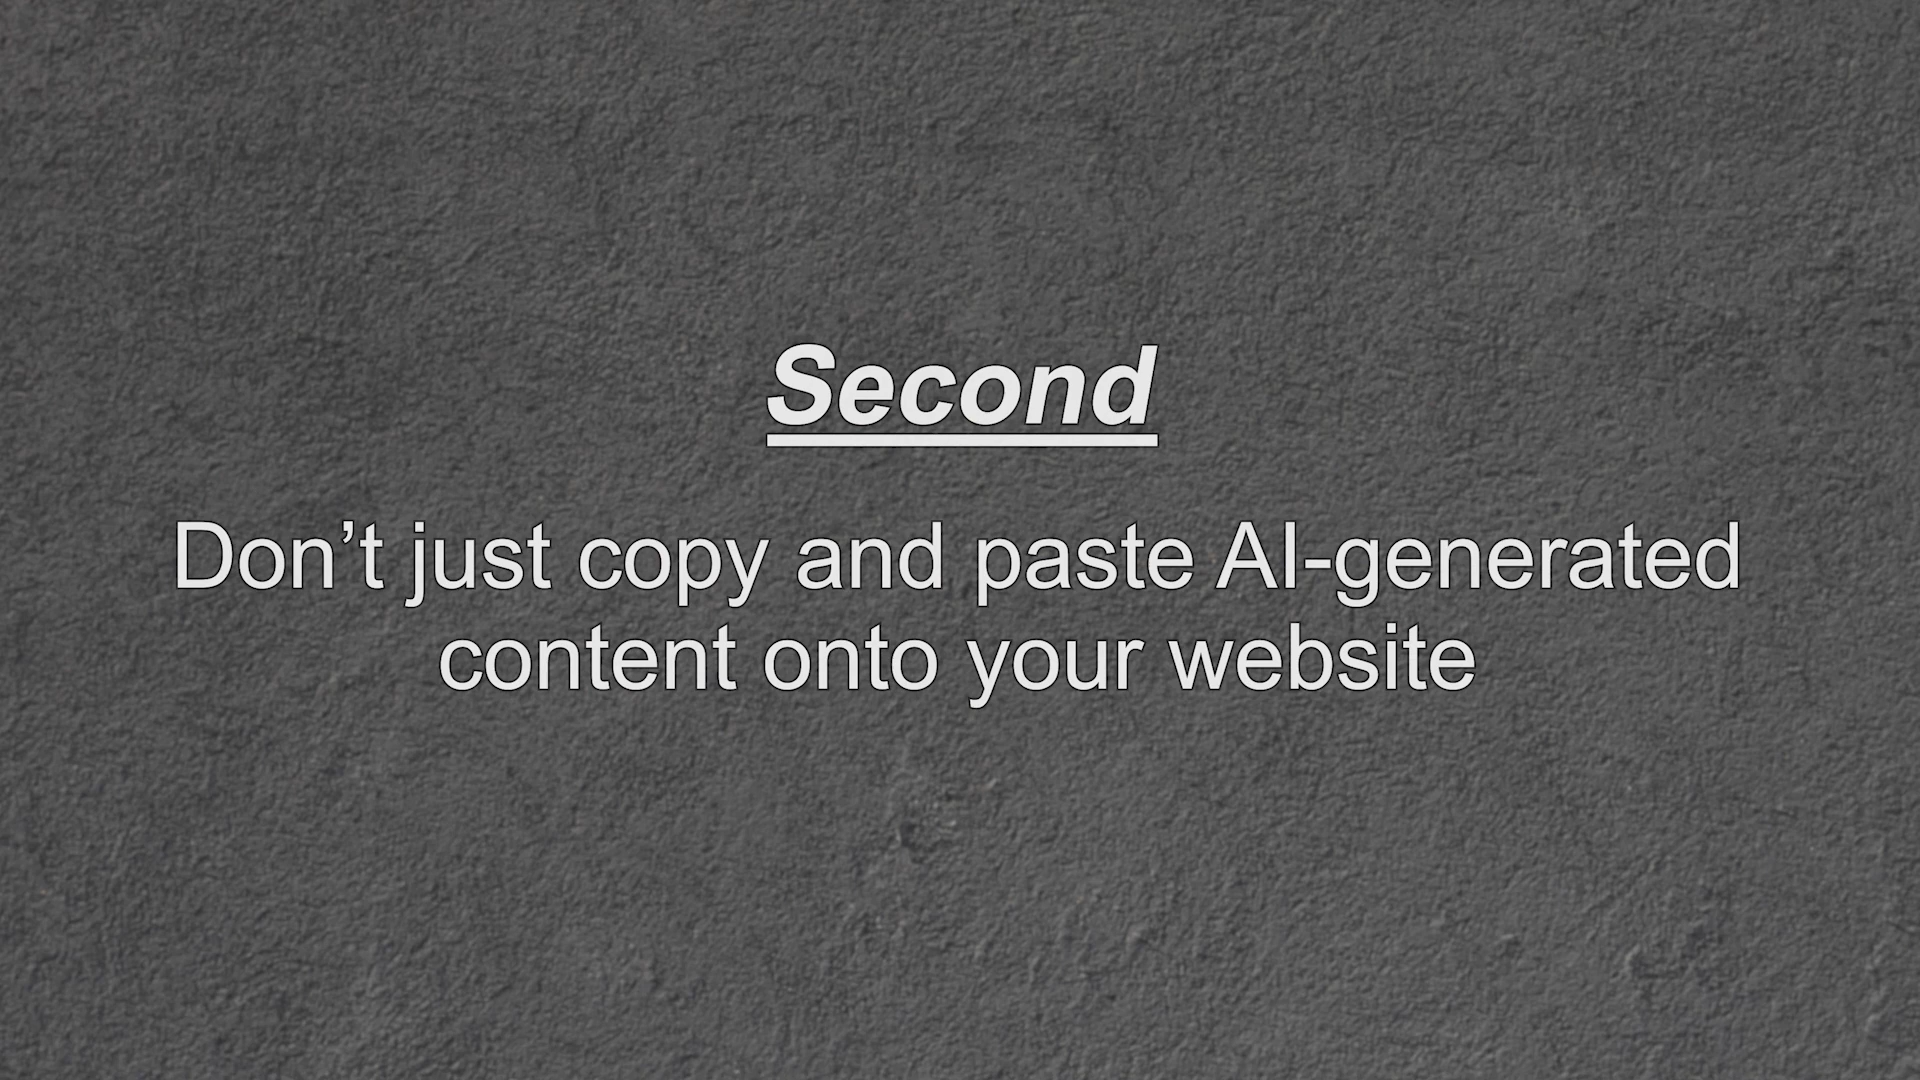 Second
Don’t just copy and paste AI-generated
content onto your website